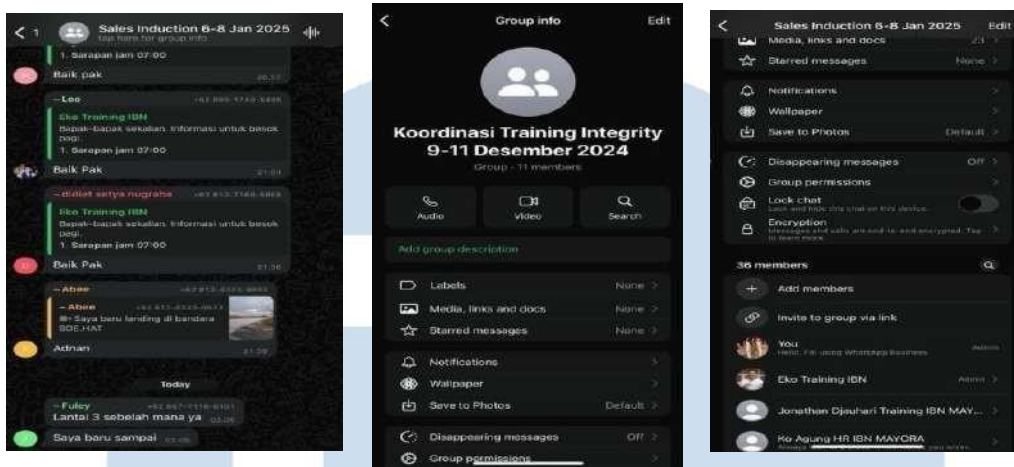 1
Sales Induction 6-8 Jan 2025
tap here for group info
1. Sarapan jam 07:00
Baik pak
~Leo
Eko Training IBN
Bapak-bapak sekalian. Informasi untuk besok
pagi.
1. Sarapan jam 07:00
Baik Pak
~didiet setya nugraha
Eko Training IBN
Bapak-bapak sekalian. Informasi untuk besok
pagi.
1. Sarapan jam 07:00
Baik Pak
~Abee
~Abee
Saya baru landing di bandara
SOE.HAT
Adnan
Today
~Fuley
Lantai 3 sebelah mana ya
Saya baru sampai
Group info
Edit
Koordinasi Training Integrity
9-11 Desember 2024
Group · 11 members
Audio
Video
Search
Add group description
Labels
None
Media, links and docs
None
Starred messages
None
Notifications
Wallpaper
Save to Photos
Default
Disappearing messages
Off
Group permissions
Sales Induction 6-8 Jan 2025
Edit
Media, links and docs
23
Starred messages
None
Notifications
Wallpaper
Save to Photos
Default
Disappearing messages
Off
Group permissions
Lock chat
Lock and hide this chat on this device.
Encryption
Messages and calls are end-to-end encrypted. Tap
to learn more.
36 members
Add members
Invite to group via link
You
Admin
Hello, I'm using WhatsApp Business.
Eko Training IBN
Admin
Jonathan Djauhari Training IBN MAY...
Ko Agung HR IBN MAYORA